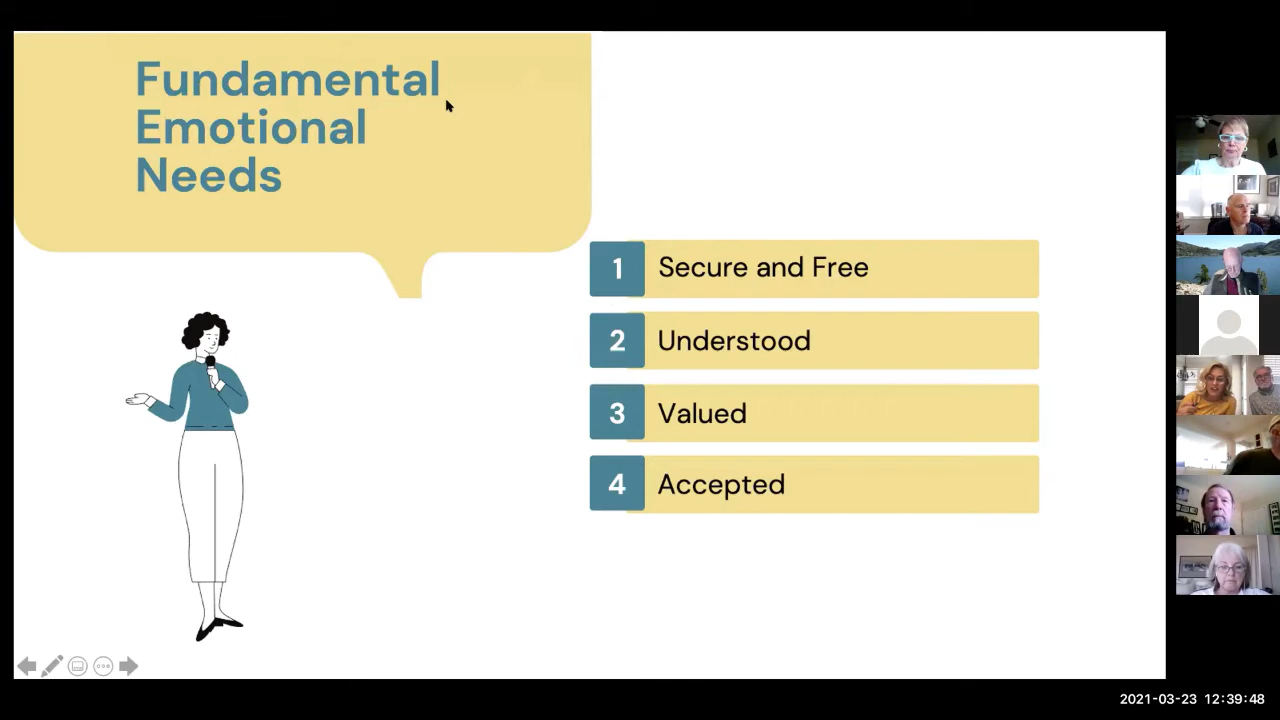 Fundamental
Emotional
Needs
1 Secure and Free
2 Understood
3 Valued
4 Accepted
2021-03-23 12:39:48